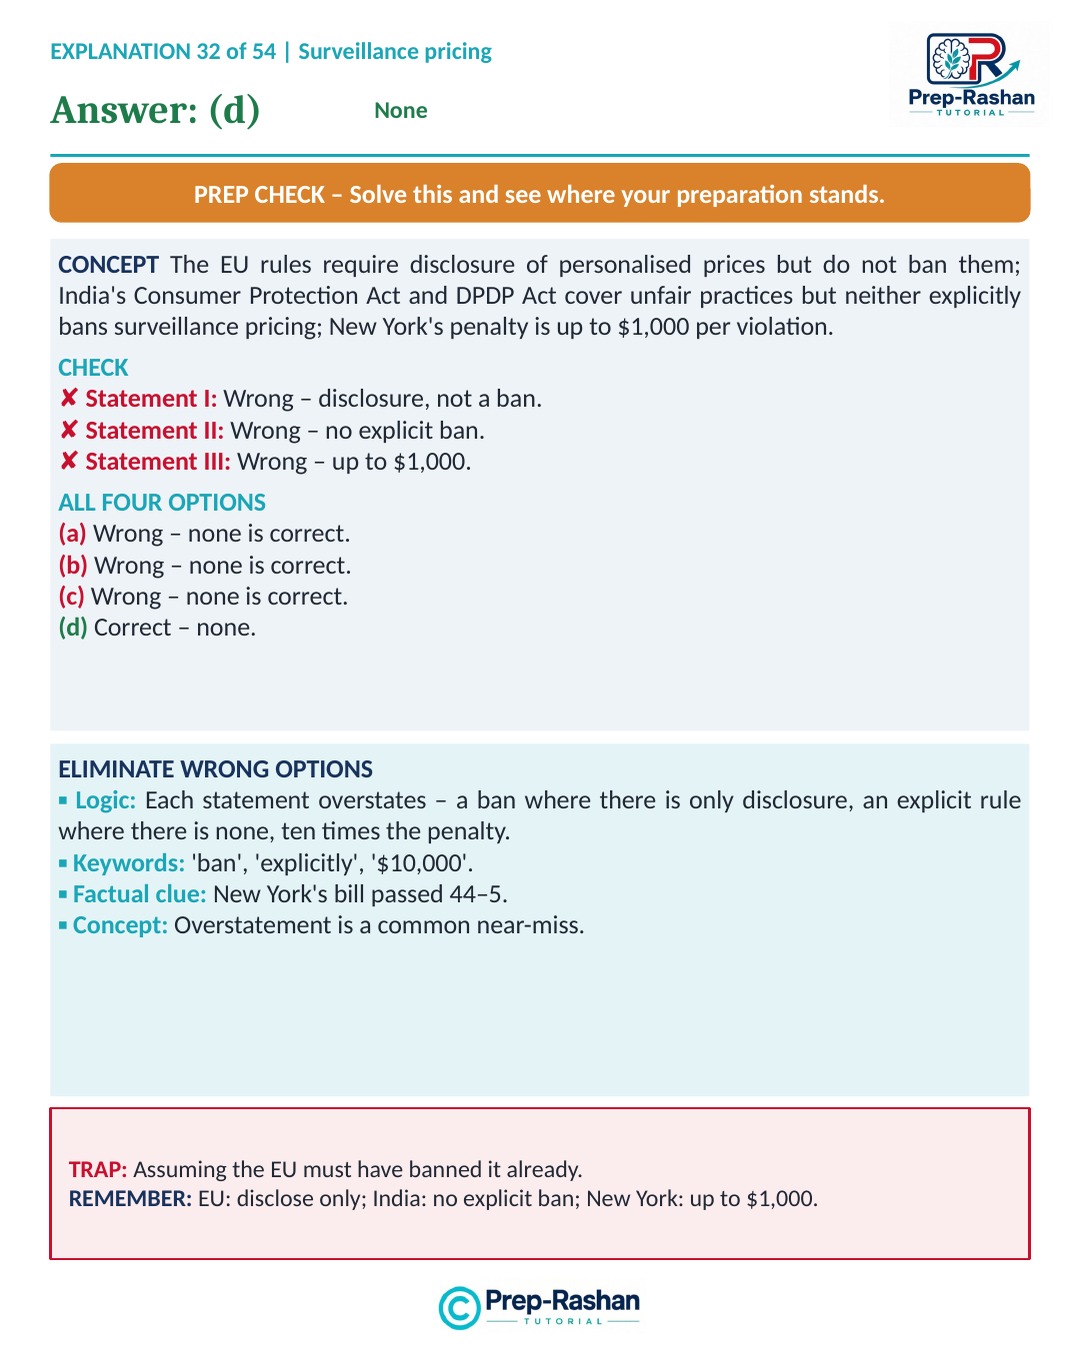 EXPLANATION 32 of 54 | Surveillance pricing
Prep-Rashan
TUTORIAL
Answer: (d) None
PREP CHECK – Solve this and see where your preparation stands.
CONCEPT The EU rules require disclosure of personalised prices but do not ban them;
India's Consumer Protection Act and DPDP Act cover unfair practices but neither explicitly
bans surveillance pricing; New York's penalty is up to $1,000 per violation.
CHECK
✘ Statement I: Wrong – disclosure, not a ban.
✘ Statement II: Wrong – no explicit ban.
✘ Statement III: Wrong – up to $1,000.
ALL FOUR OPTIONS
(a) Wrong – none is correct.
(b) Wrong – none is correct.
(c) Wrong – none is correct.
(d) Correct – none.
ELIMINATE WRONG OPTIONS
▪ Logic: Each statement overstates – a ban where there is only disclosure, an explicit rule
where there is none, ten times the penalty.
▪ Keywords: 'ban', 'explicitly', '$10,000'.
▪ Factual clue: New York's bill passed 44–5.
▪ Concept: Overstatement is a common near-miss.
TRAP: Assuming the EU must have banned it already.
REMEMBER: EU: disclose only; India: no explicit ban; New York: up to $1,000.
© Prep-Rashan
TUTORIAL